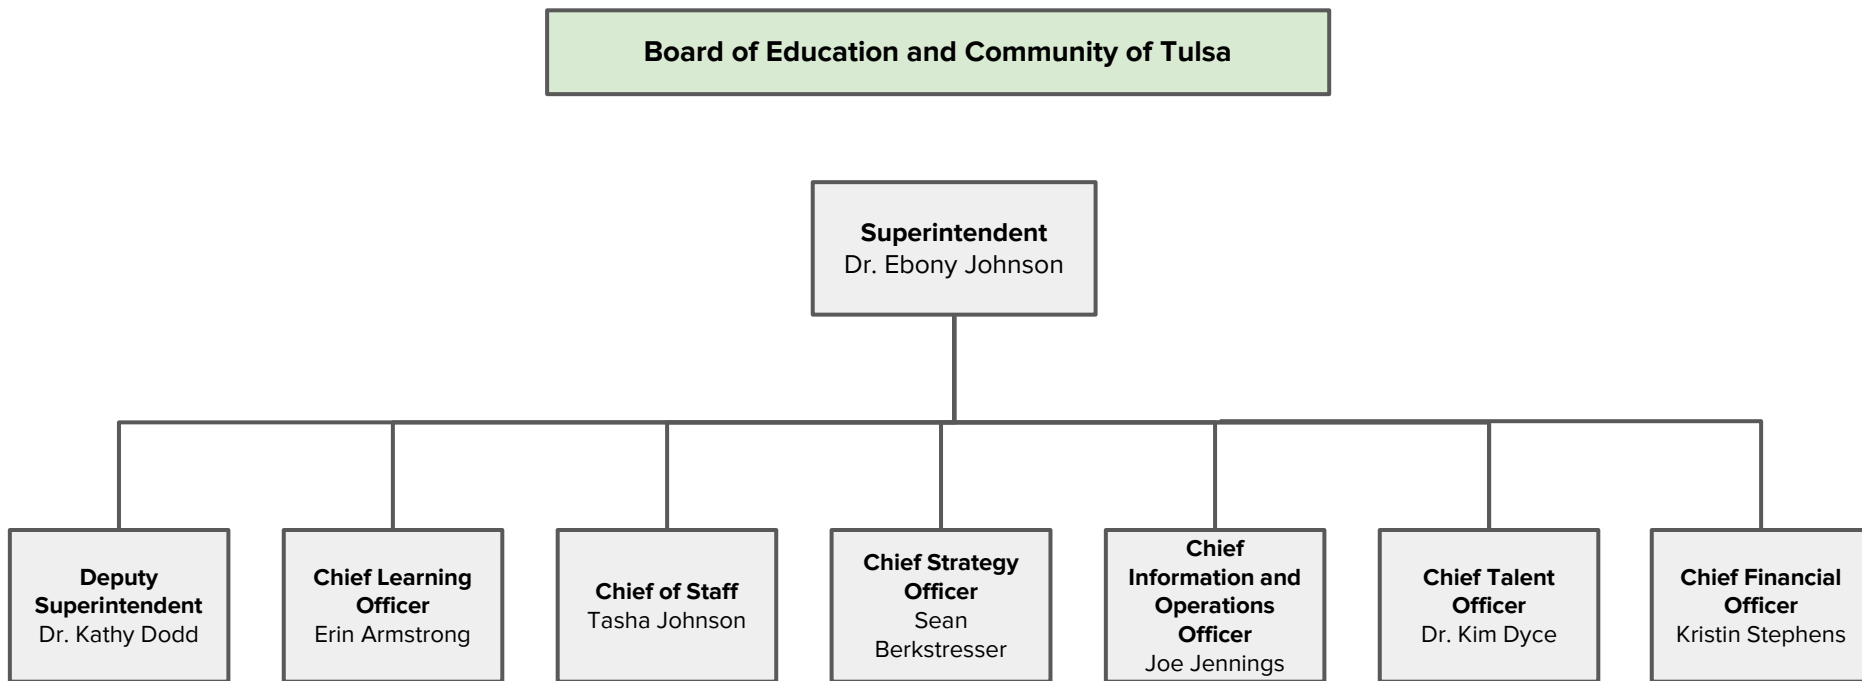 Board of Education and Community of Tulsa
Superintendent
Dr. Ebony Johnson
Deputy
Superintendent
Dr. Kathy Dodd
Chief Learning
Officer
Erin Armstrong
Chief of Staff
Tasha Johnson
Chief Strategy
Officer
Sean
Berkstresser
Chief
Information and
Operations
Officer
Joe Jennings
Chief Talent
Officer
Dr. Kim Dyce
Chief Financial
Officer
Kristin Stephens